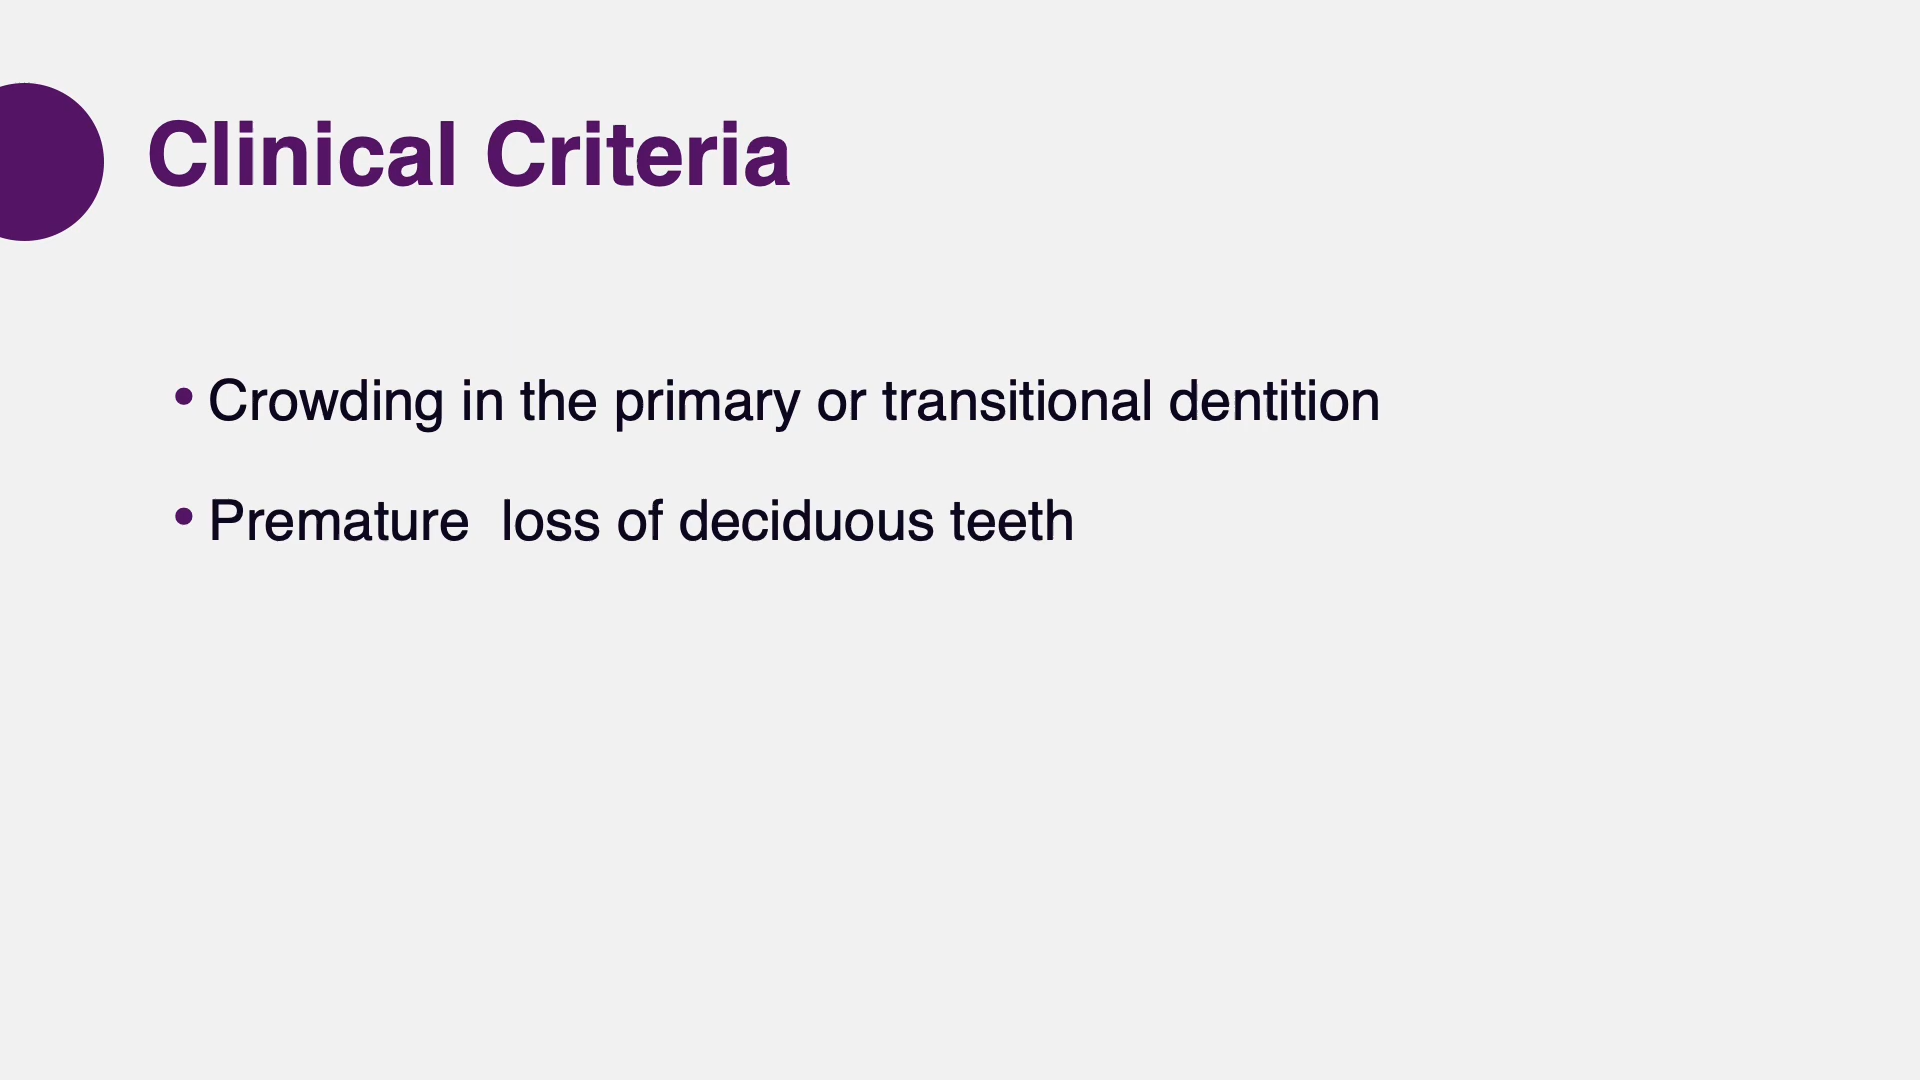 Clinical Criteria
• Crowding in the primary or transitional dentition
• Premature  loss of deciduous teeth